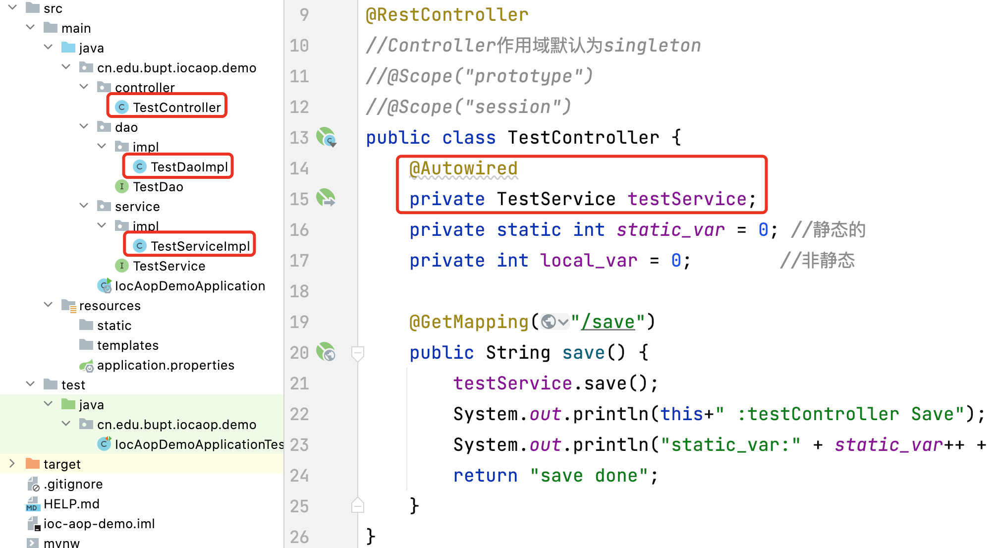 src
main
java
cn.edu.bupt.iocaop.demo
controller
C TestController
dao
impl
C TestDaoImpl
I TestDao
service
impl
C TestServiceImpl
I TestService
C IocAopDemoApplication
resources
static
templates
application.properties
test
java
cn.edu.bupt.iocaop.demo
C IocAopDemoApplicationTes
target
.gitignore
MD HELP.md
ioc-aop-demo.iml
mvnw
9 @RestController
10 //Controller作用域默认为singleton
11 //@Scope("prototype")
12 //@Scope("session")
13 public class TestController {
14 @Autowired
15 private TestService testService;
16 private static int static_var = 0; //静态的
17 private int local_var = 0; //非静态
18
19 @GetMapping("/save")
20 public String save() {
21 testService.save();
22 System.out.println(this+" :testController Save");
23 System.out.println("static_var:" + static_var++ +
24 return "save done";
25 }
26 }